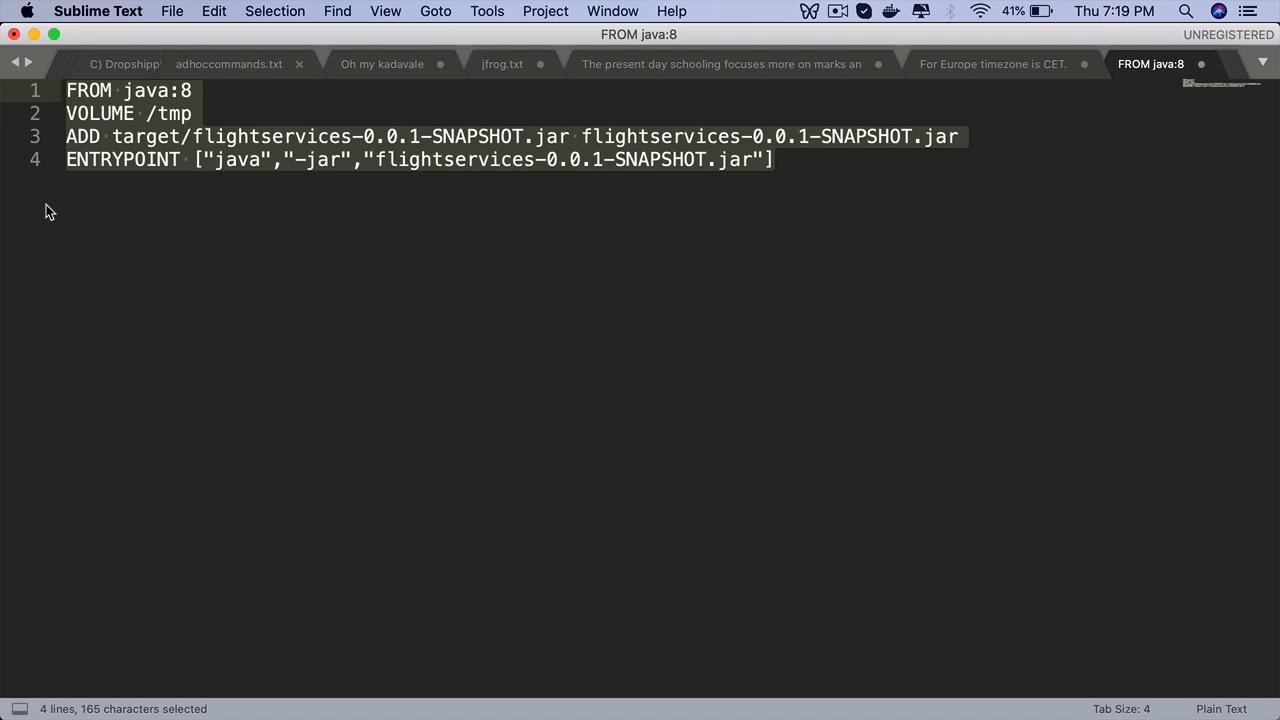 Sublime Text File Edit Selection Find View Goto Tools Project Window Help 41% Thu 7:19 PM
FROM java:8 UNREGISTERED
C) Dropshipp adhoccommands.txt Oh my kadavale jfrog.txt The present day schooling focuses more on marks an For Europe timezone is CET. FROM java:8
1 FROM java:8
2 VOLUME /tmp
3 ADD target/flightservices-0.0.1-SNAPSHOT.jar flightservices-0.0.1-SNAPSHOT.jar
4 ENTRYPOINT ["java","-jar","flightservices-0.0.1-SNAPSHOT.jar"]
4 lines, 165 characters selected Tab Size: 4 Plain Text